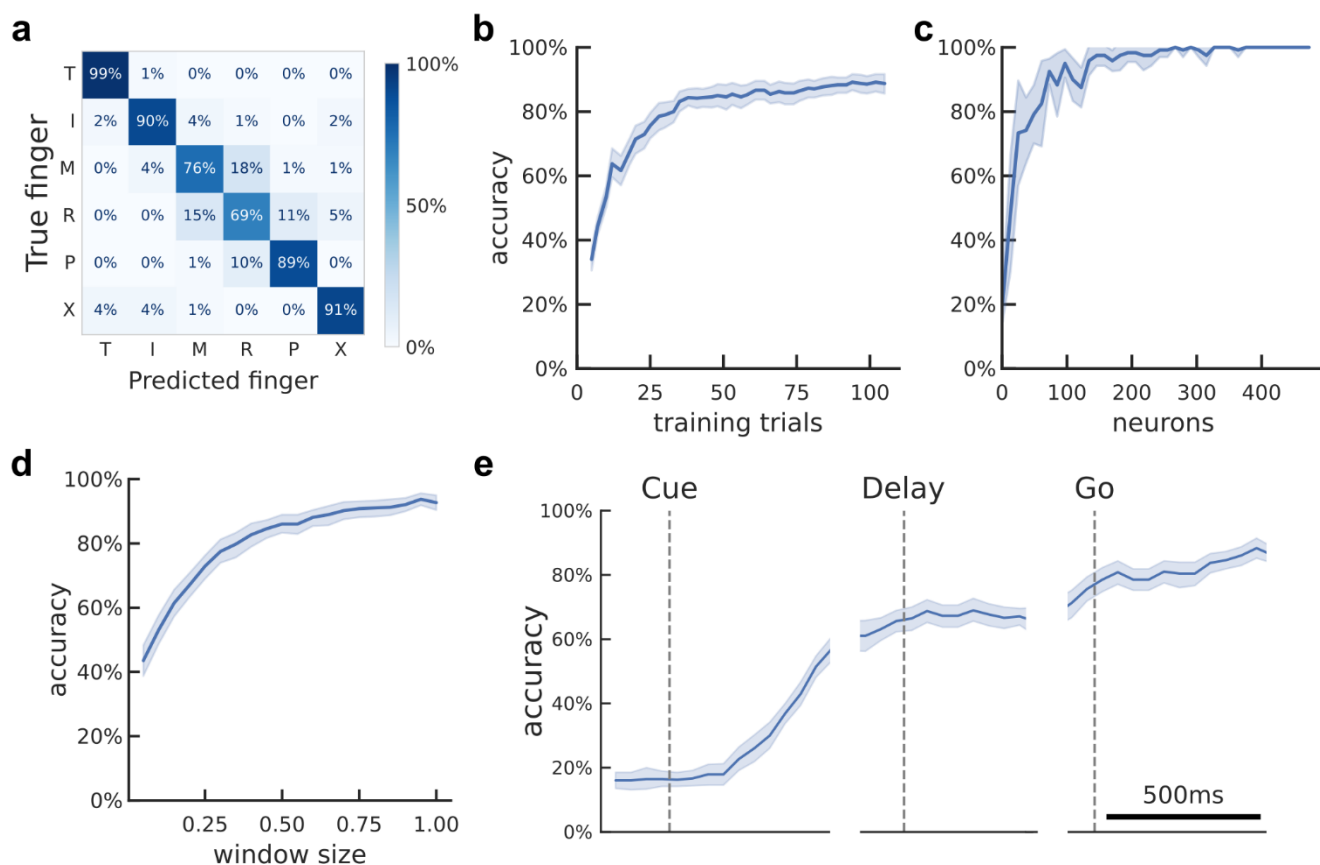 a
T 99% 1% 0% 0% 0% 0%
I 2% 90% 4% 1% 0% 2%
M 0% 4% 76% 18% 1% 1%
R 0% 0% 15% 69% 11% 5%
P 0% 0% 1% 10% 89% 0%
X 4% 4% 1% 0% 0% 91%
T I M R P X
True finger
Predicted finger
100%
50%
0%
b
100%
80%
60%
40%
20%
0%
accuracy
0 25 50 75 100
training trials
c
100%
80%
60%
40%
20%
0%
0 100 200 300 400
neurons
d
100%
80%
60%
40%
20%
0%
accuracy
0.25 0.50 0.75 1.00
window size
e
Cue Delay Go
100%
80%
60%
40%
20%
0%
accuracy
500ms